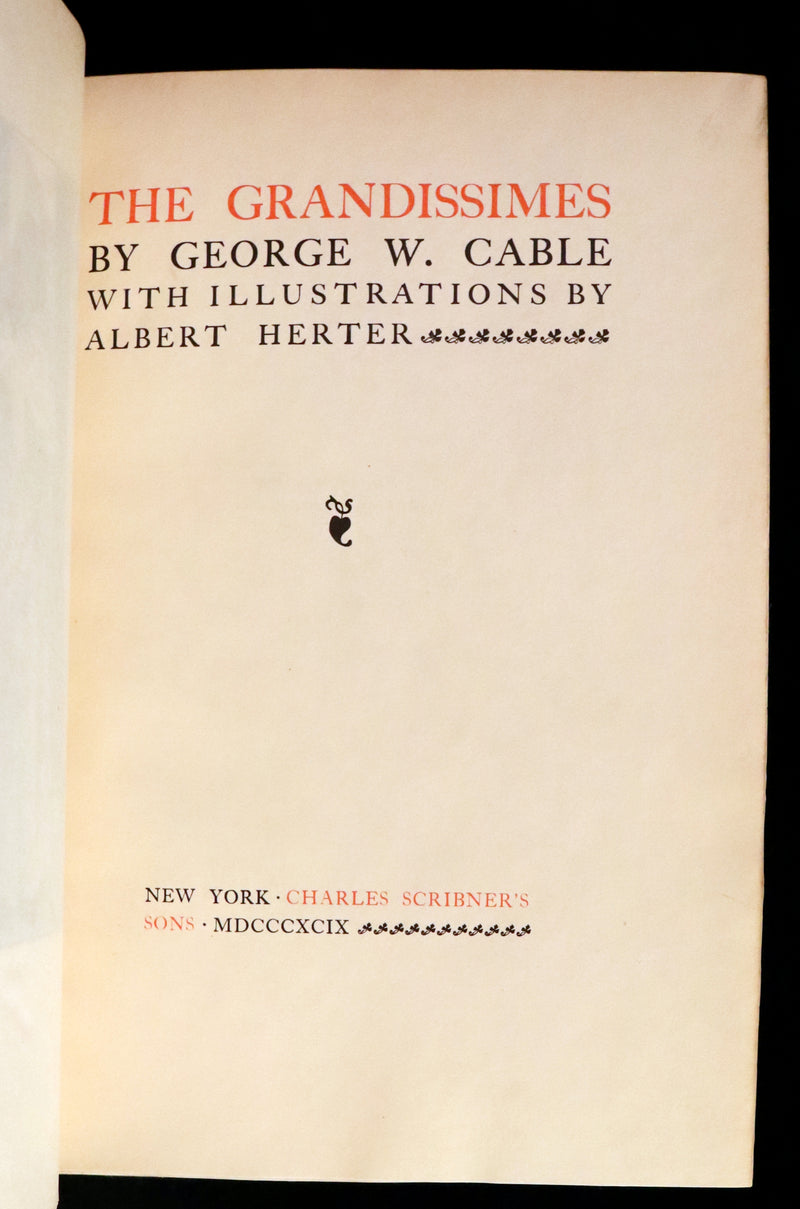 THE GRANDISSIMES
BY GEORGE W. CABLE
WITH ILLUSTRATIONS BY
ALBERT HERTER
NEW YORK · CHARLES SCRIBNER'S
SONS · MDCCCXCIX